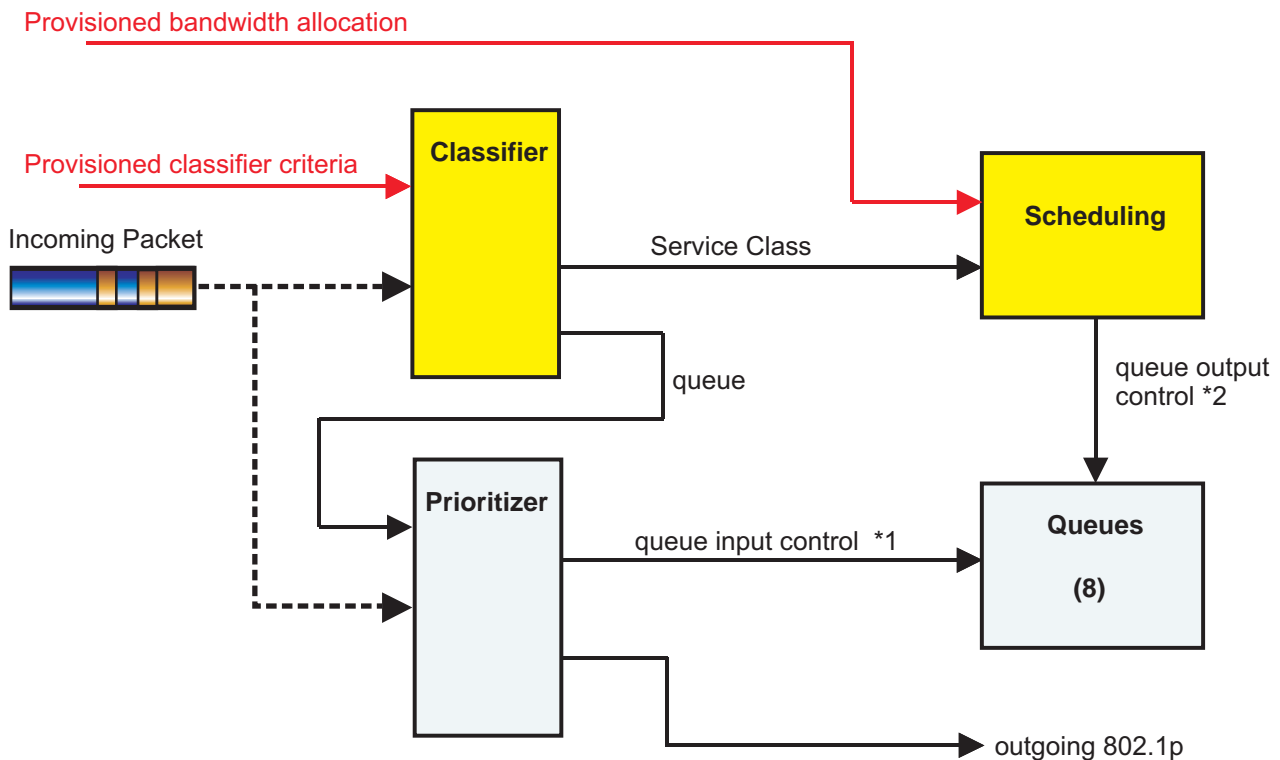 Provisioned bandwidth allocation
Classifier
Provisioned classifier criteria
Scheduling
Incoming Packet
Service Class
queue
queue output
control *2
Prioritizer
queue input control *1
Queues
(8)
outgoing 802.1p